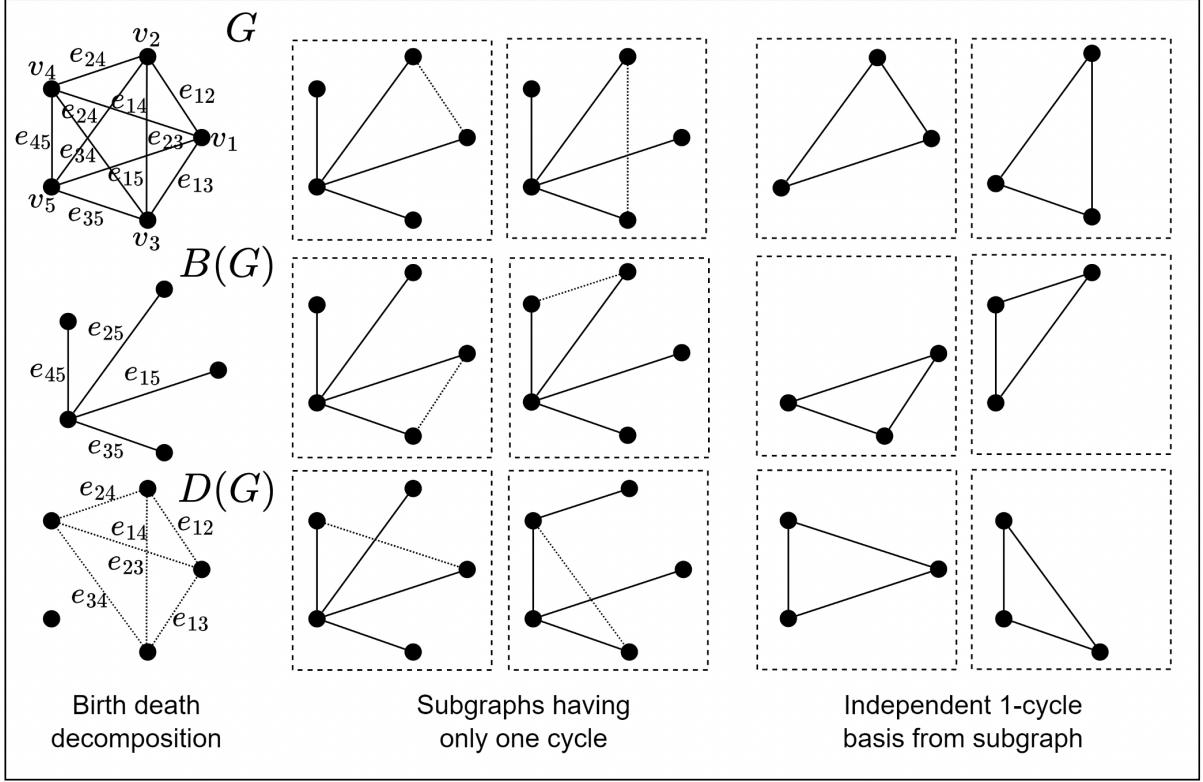 G
v₂
e₂₄
v₄
e₁₂
e₁₄
e₂₄
e₄₅
e₂₃
v₁
e₃₄
e₁₅
e₁₃
v₅
e₃₅
v₃
B(G)
e₂₅
e₄₅
e₁₅
e₃₅
D(G)
e₂₄
e₁₄
e₁₂
e₂₃
e₃₄
e₁₃
Birth death
decomposition
Subgraphs having
only one cycle
Independent 1-cycle
basis from subgraph